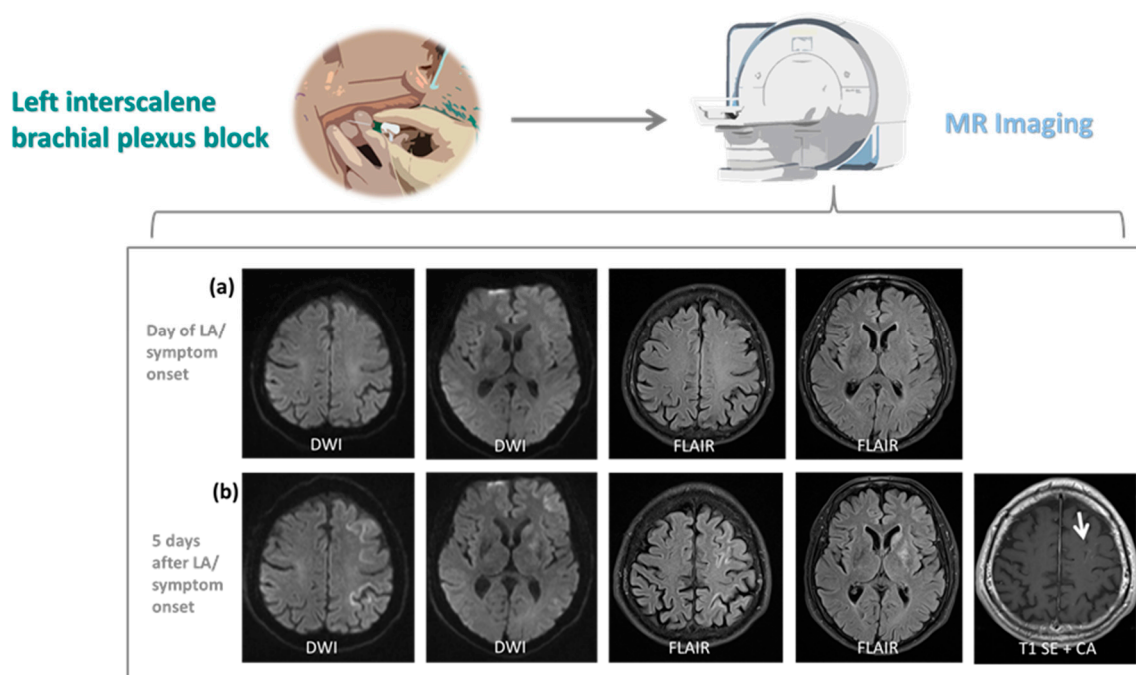 Left interscalene
brachial plexus block
MR Imaging
(a)
Day of LA/
symptom
onset
DWI
DWI
FLAIR
FLAIR
(b)
5 days
after LA/
symptom
onset
DWI
DWI
FLAIR
FLAIR
T1 SE + CA